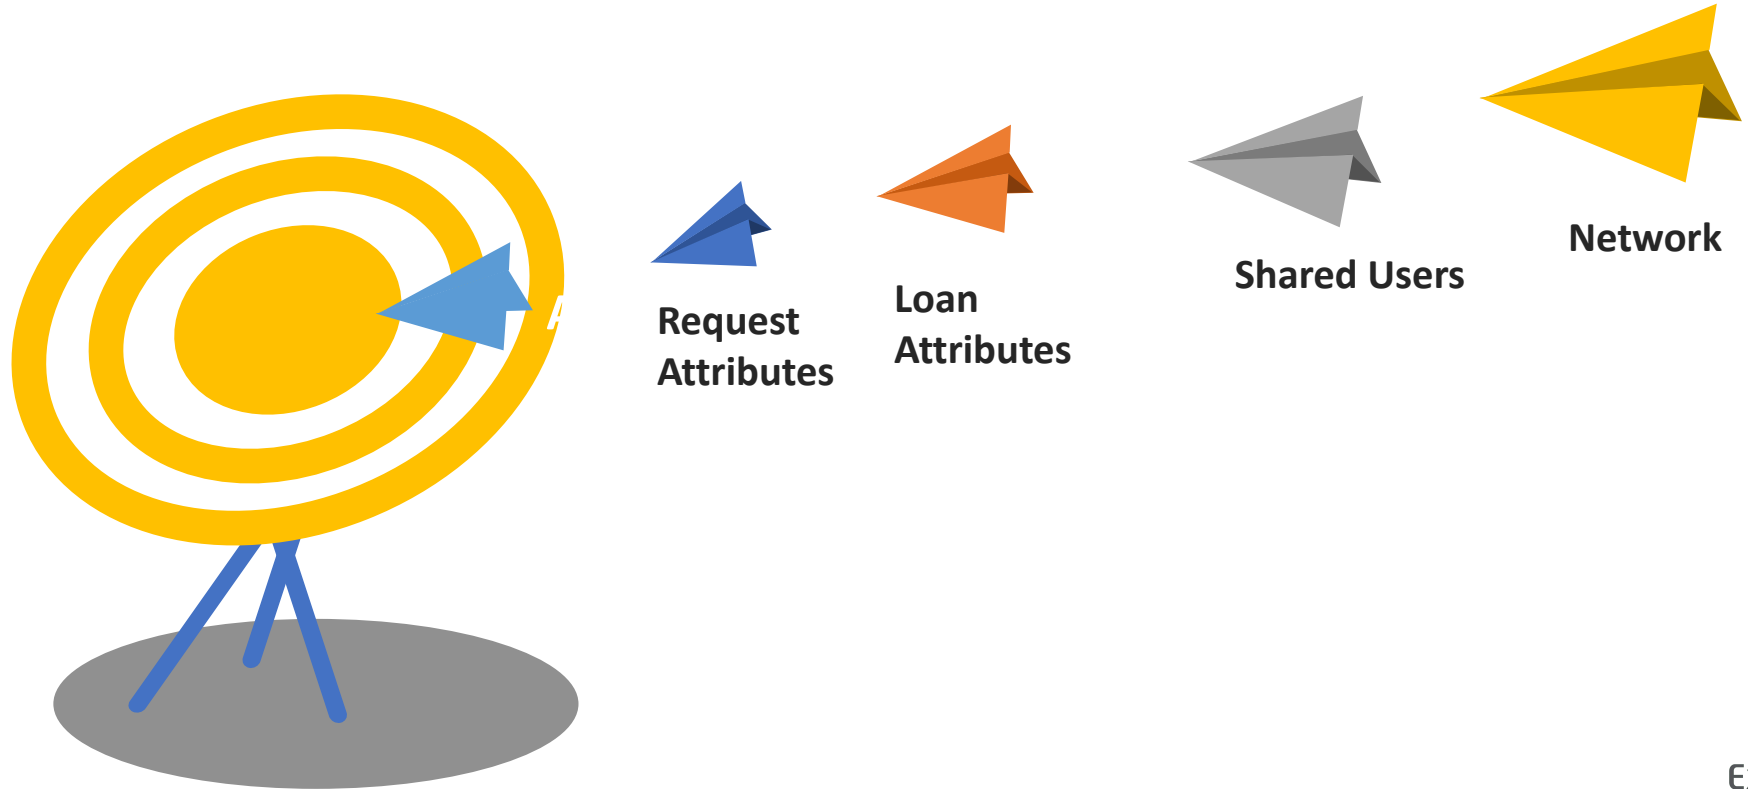 Request
Attributes
Loan
Attributes
Shared Users
Network